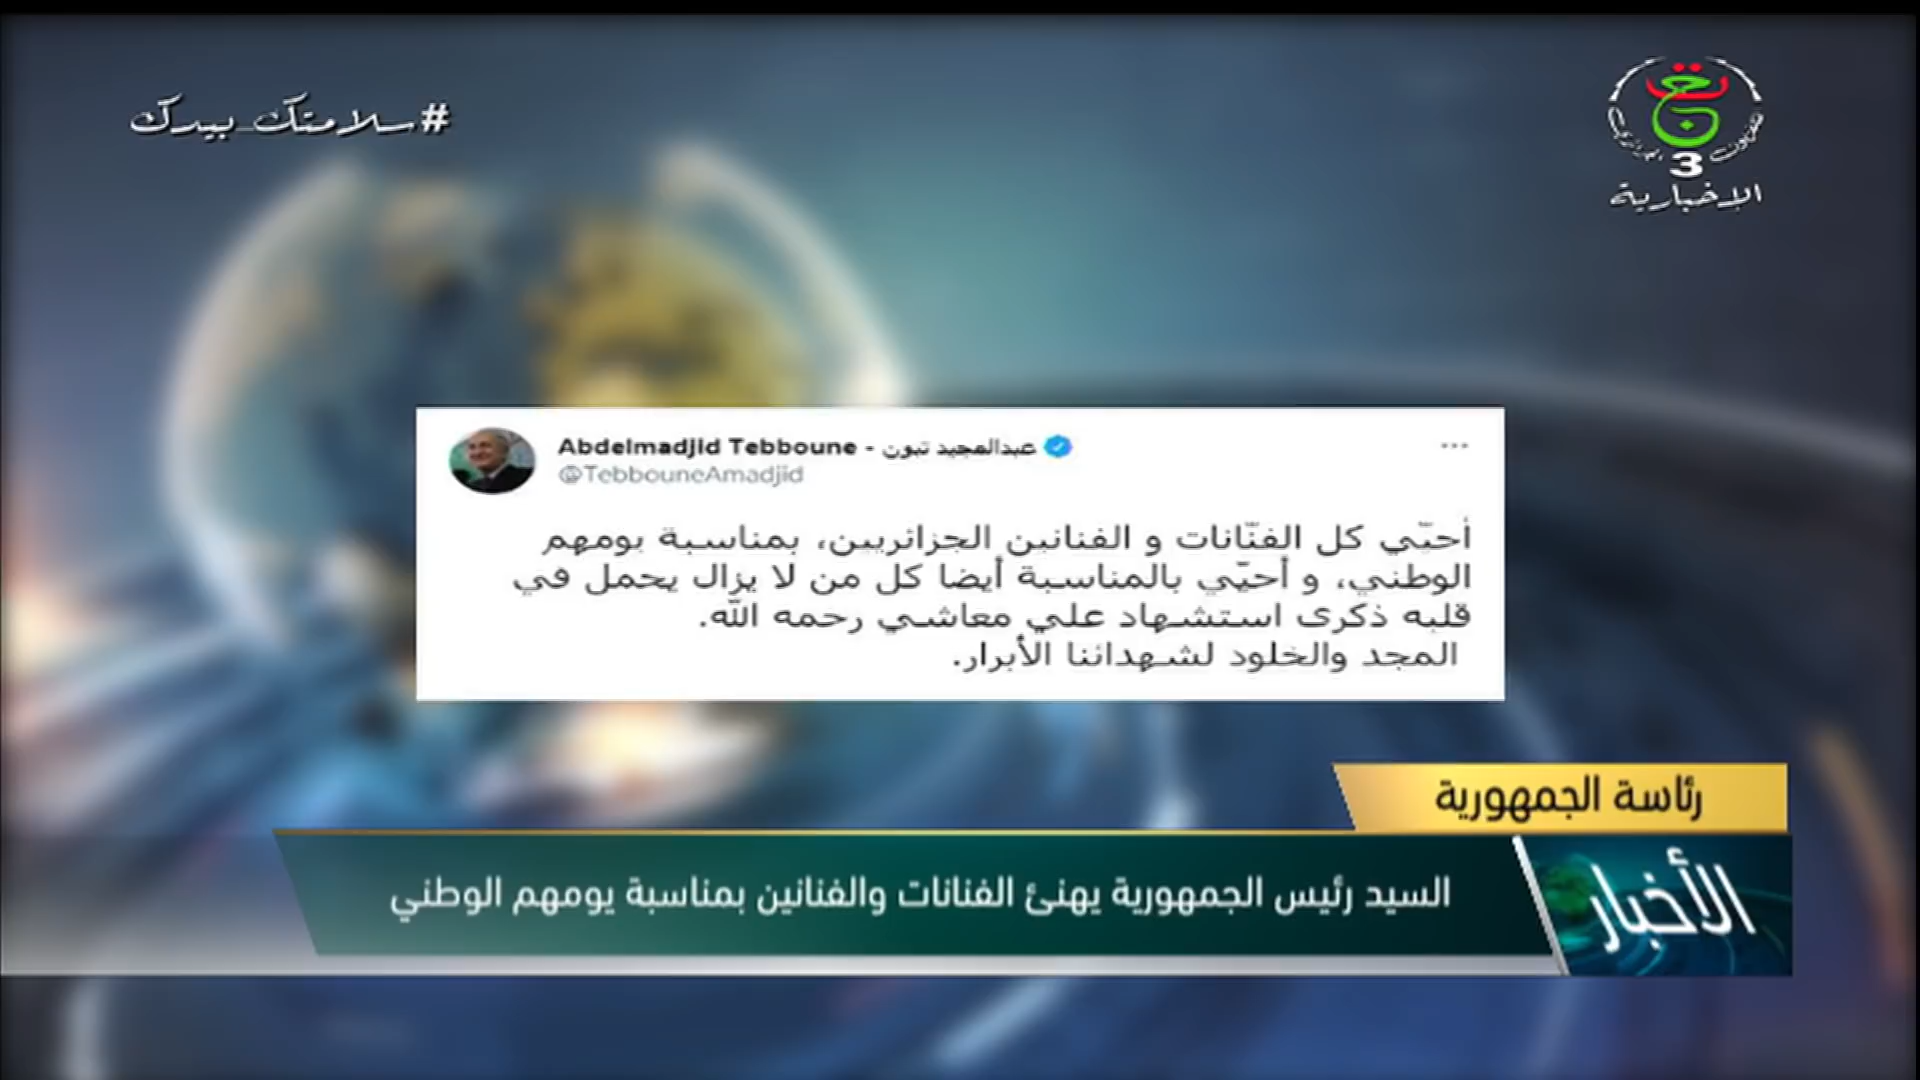 #سلامتك_بيدك
3
الإخبارية
Abdelmadjid Tebboune - عبدالمجيد تبون
@TebbouneAmadjid
أحيّي كل الفنّانات و الفنانين الجزائريين، بمناسبة يومهم
الوطني، و أحيّي بالمناسبة أيضا كل من لا يزال يحمل في
قلبه ذكرى استشهاد علي معاشي رحمه الله.
المجد والخلود لشهدائنا الأبرار.
رئاسة الجمهورية
السيد رئيس الجمهورية يهنئ الفنانات والفنانين بمناسبة يومهم الوطني
الأخبار